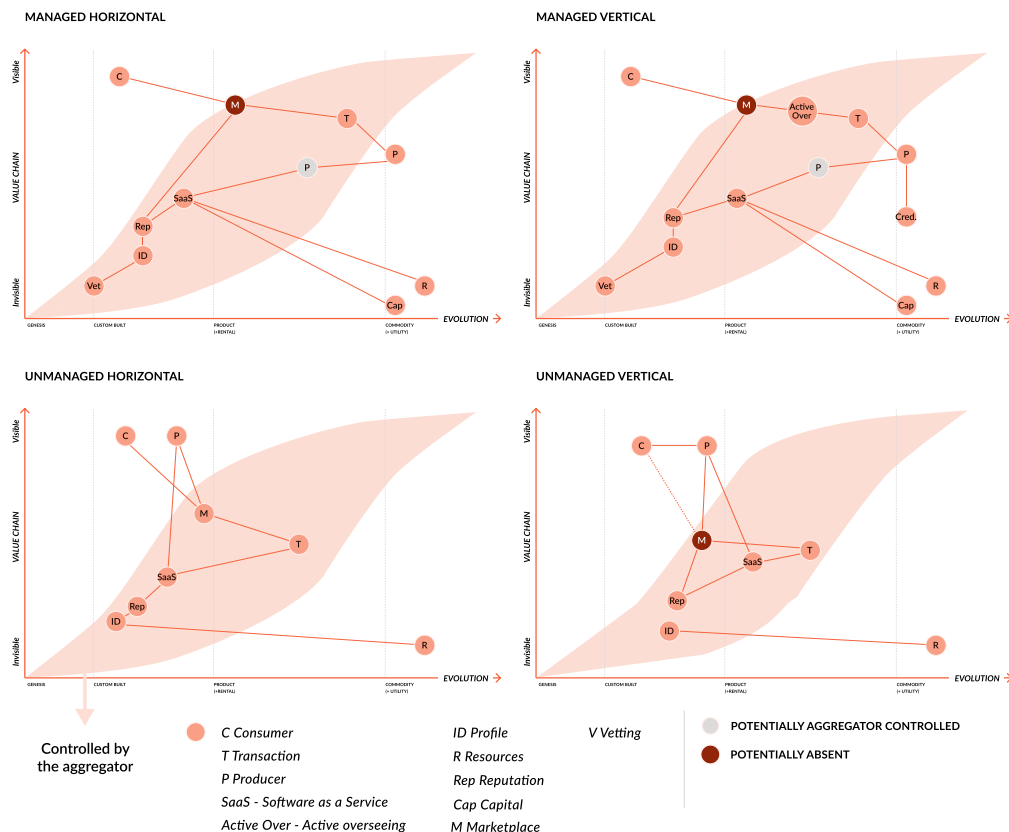 MANAGED HORIZONTAL
Visible
VALUE CHAIN
Invisible
C
M
T
P
P
SaaS
Rep
ID
Vet
R
Cap
EVOLUTION
GENESIS
CUSTOM BUILT
PRODUCT
(+RENTAL)
COMMODITY
(+ UTILITY)
MANAGED VERTICAL
Visible
VALUE CHAIN
Invisible
C
M
Active
Over
T
P
P
SaaS
Rep
Cred.
ID
Vet
R
Cap
EVOLUTION
GENESIS
CUSTOM BUILT
PRODUCT
(+RENTAL)
COMMODITY
(+ UTILITY)
UNMANAGED HORIZONTAL
Visible
VALUE CHAIN
Invisible
C
P
M
T
SaaS
Rep
ID
R
EVOLUTION
GENESIS
CUSTOM BUILT
PRODUCT
(+RENTAL)
COMMODITY
(+ UTILITY)
UNMANAGED VERTICAL
Visible
VALUE CHAIN
Invisible
C
P
M
T
SaaS
Rep
ID
R
EVOLUTION
GENESIS
CUSTOM BUILT
PRODUCT
(+RENTAL)
COMMODITY
(+ UTILITY)
Controlled by
the aggregator
C Consumer
T Transaction
P Producer
SaaS - Software as a Service
Active Over - Active overseeing
ID Profile
R Resources
Rep Reputation
Cap Capital
M Marketplace
V Vetting
POTENTIALLY AGGREGATOR CONTROLLED
POTENTIALLY ABSENT